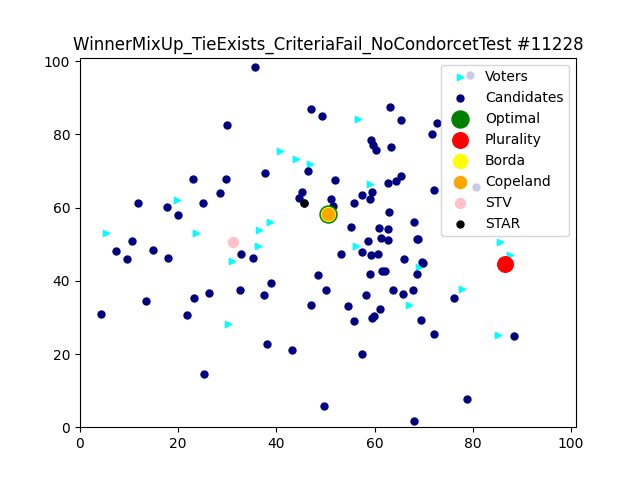 WinnerMixUp_TieExists_CriteriaFail_NoCondorcetTest #11228
100
80
60
40
20
0
0 20 40 60 80 100
Voters
Candidates
Optimal
Plurality
Borda
Copeland
STV
STAR